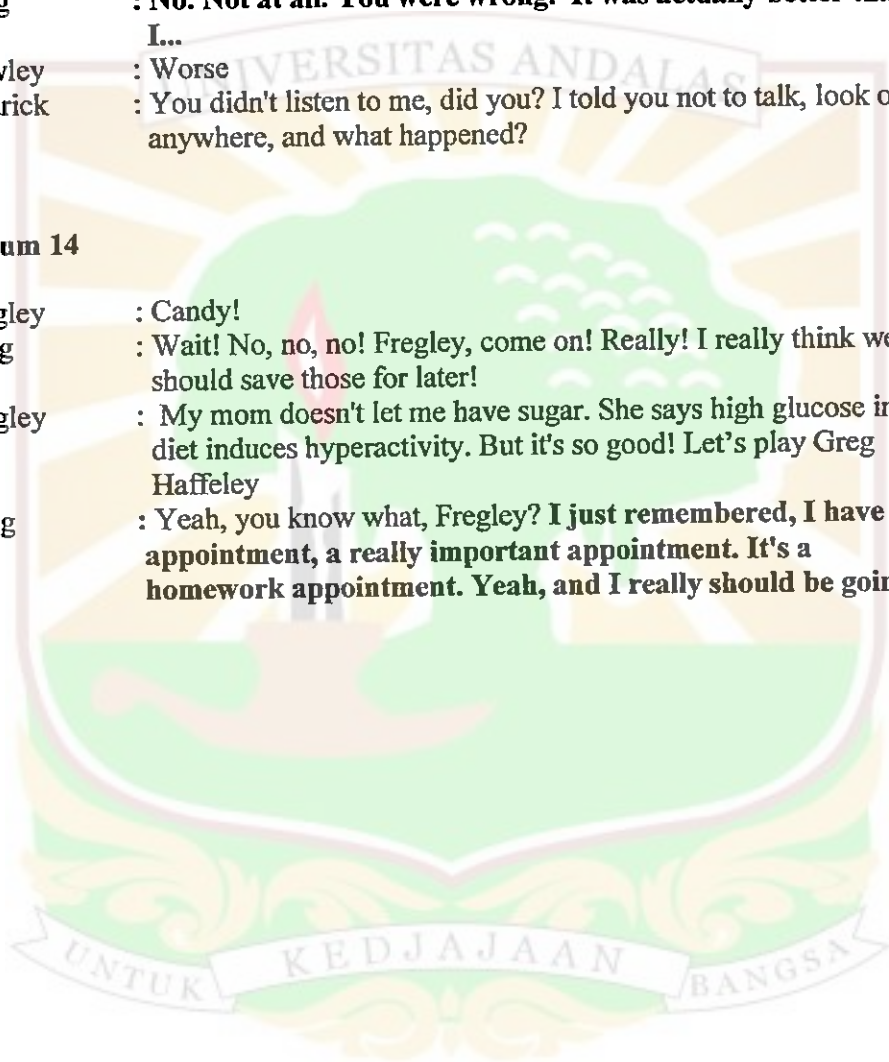 : No. Not at all. You were wrong. It was actually better
I...
: Worse
: You didn't listen to me, did you? I told you not to talk, look
anywhere, and what happened?
UNIVERSITAS ANDALAS
um 14
gley : Candy!
g : Wait! No, no, no! Fregley, come on! Really! I really think we
should save those for later!
gley : My mom doesn't let me have sugar. She says high glucose in
diet induces hyperactivity. But it's so good! Let's play Greg
Haffeley
g : Yeah, you know what, Fregley? I just remembered, I have
appointment, a really important appointment. It's a
homework appointment. Yeah, and I really should be goin
UNTUK KEDJAJAAN BANGSA